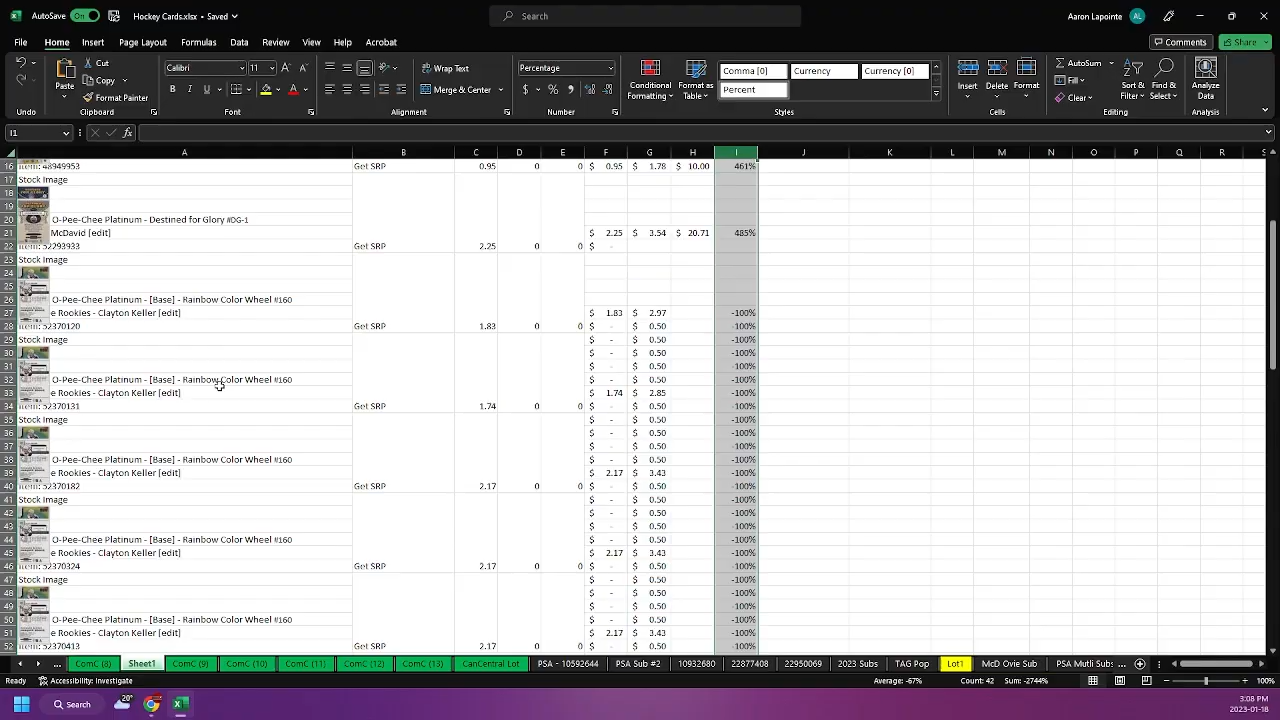 AutoSave On Hockey Cards.xlsx • Saved Search Aaron Lapointe AL
File Home Insert Page Layout Formulas Data Review View Help Acrobat Comments Share
Cut Calibri 11 Wrap Text Percentage Comma [0] Currency Currency [0] AutoSum
Paste Copy Conditional Formatting Format as Table Percent Insert Delete Format Fill Sort & Filter Find & Select Analyze Data
Format Painter B I U Merge & Center $ % Clear
Undo Clipboard Font Alignment Number Styles Cells Editing Analysis
I1 fx
A B C D E F G H I J K L M N O P Q R S
16 Item: 48949953 Get SRP 0.95 0 0 $ 0.95 $ 1.78 $ 10.00 461%
17 Stock Image
18
19
20 O-Pee-Chee Platinum - Destined for Glory #DG-1
21 McDavid [edit] $ 2.25 $ 3.54 $ 20.71 485%
22 Item: 52293933 Get SRP 2.25 0 0 $ -
23 Stock Image
24
25
26 O-Pee-Chee Platinum - [Base] - Rainbow Color Wheel #160
27 e Rookies - Clayton Keller [edit] $ 1.83 $ 2.97 -100%
28 Item: 52370120 Get SRP 1.83 0 0 $ - $ 0.50 -100%
29 Stock Image $ - $ 0.50 -100%
30 $ - $ 0.50 -100%
31 $ - $ 0.50 -100%
32 O-Pee-Chee Platinum - [Base] - Rainbow Color Wheel #160 $ - $ 0.50 -100%
33 e Rookies - Clayton Keller [edit] $ 1.74 $ 2.85 -100%
34 Item: 52370131 Get SRP 1.74 0 0 $ - $ 0.50 -100%
35 Stock Image $ - $ 0.50 -100%
36 $ - $ 0.50 -100%
37 $ - $ 0.50 -100%
38 O-Pee-Chee Platinum - [Base] - Rainbow Color Wheel #160 $ - $ 0.50 -100%
39 e Rookies - Clayton Keller [edit] $ 2.17 $ 3.43 -100%
40 Item: 52370182 Get SRP 2.17 0 0 $ - $ 0.50 -100%
41 Stock Image $ - $ 0.50 -100%
42 $ - $ 0.50 -100%
43 $ - $ 0.50 -100%
44 O-Pee-Chee Platinum - [Base] - Rainbow Color Wheel #160 $ - $ 0.50 -100%
45 e Rookies - Clayton Keller [edit] $ 2.17 $ 3.43 -100%
46 Item: 52370324 Get SRP 2.17 0 0 $ - $ 0.50 -100%
47 Stock Image $ - $ 0.50 -100%
48 $ - $ 0.50 -100%
49 $ - $ 0.50 -100%
50 O-Pee-Chee Platinum - [Base] - Rainbow Color Wheel #160 $ - $ 0.50 -100%
51 e Rookies - Clayton Keller [edit] $ 2.17 $ 3.43 -100%
52 Item: 52370413 Get SRP 2.17 0 0 $ - $ 0.50 -100%
... ComC (8) Sheet1 ComC (9) ComC (10) ComC (11) ComC (12) ComC (13) CanCentral Lot PSA - 10592644 PSA Sub #2 22877408 22950069 2023 Subs TAG Pop Lot1 McD Ovie Sub ...
Ready Accessibility: Investigate Average: -67% Count: 42 Sum: -2744% 100%
Search 20° 3:08 PM
2023-01-18